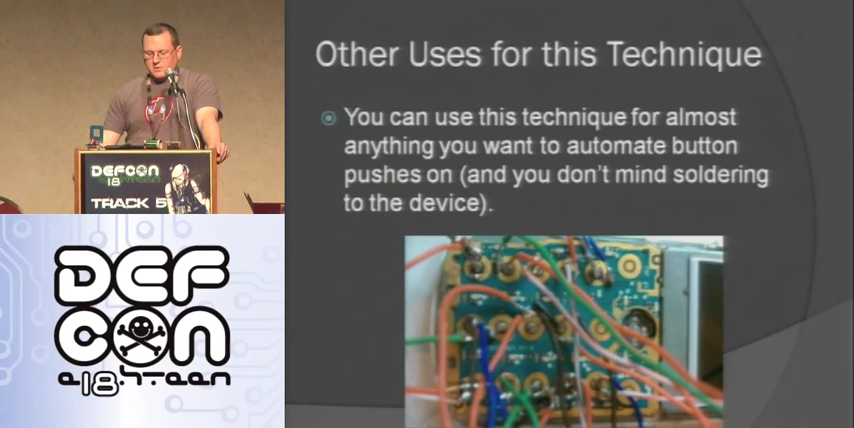 Other Uses for this Technique
You can use this technique for almost
anything you want to automate button
pushes on (and you don't mind soldering
to the device).
DEFCON
18
TRACK 5
DEF
CON
e18hteen